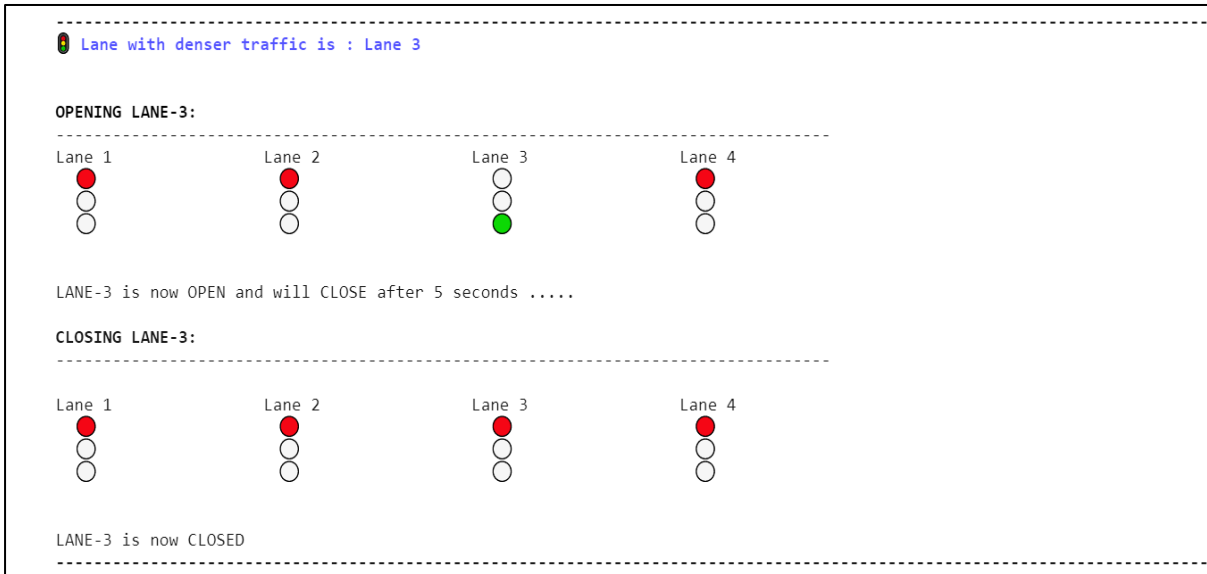 --------------------------------------------------------------------------------------------------------------------------
Lane with denser traffic is : Lane 3
OPENING LANE-3:
----------------------------------------------------------------------------------
Lane 1 Lane 2 Lane 3 Lane 4
LANE-3 is now OPEN and will CLOSE after 5 seconds .....
CLOSING LANE-3:
----------------------------------------------------------------------------------
Lane 1 Lane 2 Lane 3 Lane 4
LANE-3 is now CLOSED
--------------------------------------------------------------------------------------------------------------------------